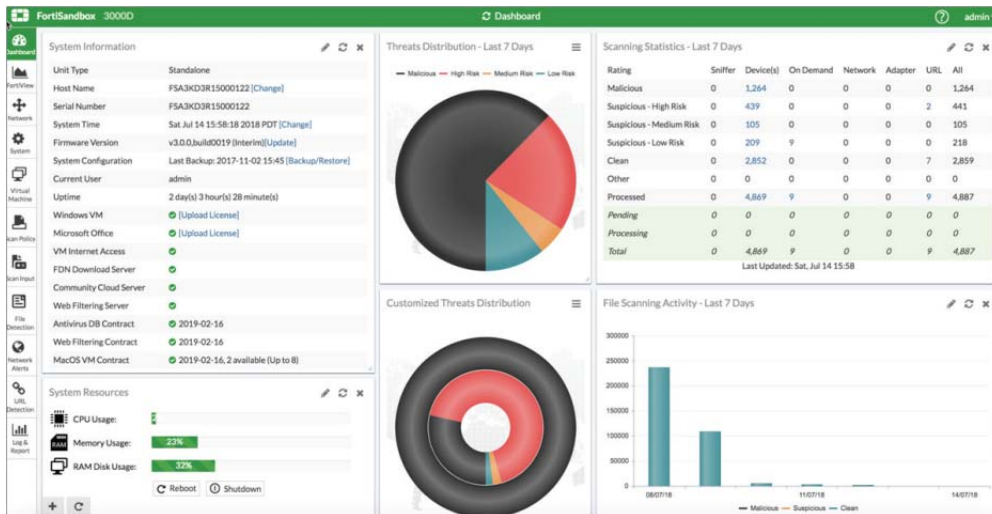 FortiSandbox 3000D
Dashboard
admin
Dashboard
FortiView
Network
System
Virtual
Machine
Scan Policy
Scan Input
File
Detection
Network
Alerts
URL
Detection
Log &
Report
System Information
Unit Type Standalone
Host Name FSA3KD3R15000122 [Change]
Serial Number FSA3KD3R15000122
System Time Sat Jul 14 15:58:18 2018 PDT [Change]
Firmware Version v3.0.0,build0019 (Interim)[Update]
System Configuration Last Backup: 2017-11-02 15:45 [Backup/Restore]
Current User admin
Uptime 2 day(s) 3 hour(s) 28 minute(s)
Windows VM [Upload License]
Microsoft Office [Upload License]
VM Internet Access
FDN Download Server
Community Cloud Server
Web Filtering Server
Antivirus DB Contract 2019-02-16
Web Filtering Contract 2019-02-16
MacOS VM Contract 2019-02-16, 2 available (Up to 8)
System Resources
CPU Usage:
RAM
Memory Usage: 23%
RAM Disk Usage: 32%
Reboot Shutdown
Threats Distribution - Last 7 Days
Malicious High Risk Medium Risk Low Risk
Customized Threats Distribution
Scanning Statistics - Last 7 Days
Rating Sniffer Device(s) On Demand Network Adapter URL All
Malicious 0 1,264 0 0 0 0 1,264
Suspicious - High Risk 0 439 0 0 0 2 441
Suspicious - Medium Risk 0 105 0 0 0 0 105
Suspicious - Low Risk 0 209 9 0 0 0 218
Clean 0 2,852 0 0 0 7 2,859
Other 0 0 0 0 0 0 0
Processed 0 4,869 9 0 0 9 4,887
Pending 0 0 0 0 0 0 0
Processing 0 0 0 0 0 0 0
Total 0 4,869 9 0 0 9 4,887
Last Updated: Sat, Jul 14 15:58
File Scanning Activity - Last 7 Days
300000
250000
200000
150000
100000
50000
0
08/07/18 11/07/18 14/07/18
Malicious Suspicious Clean